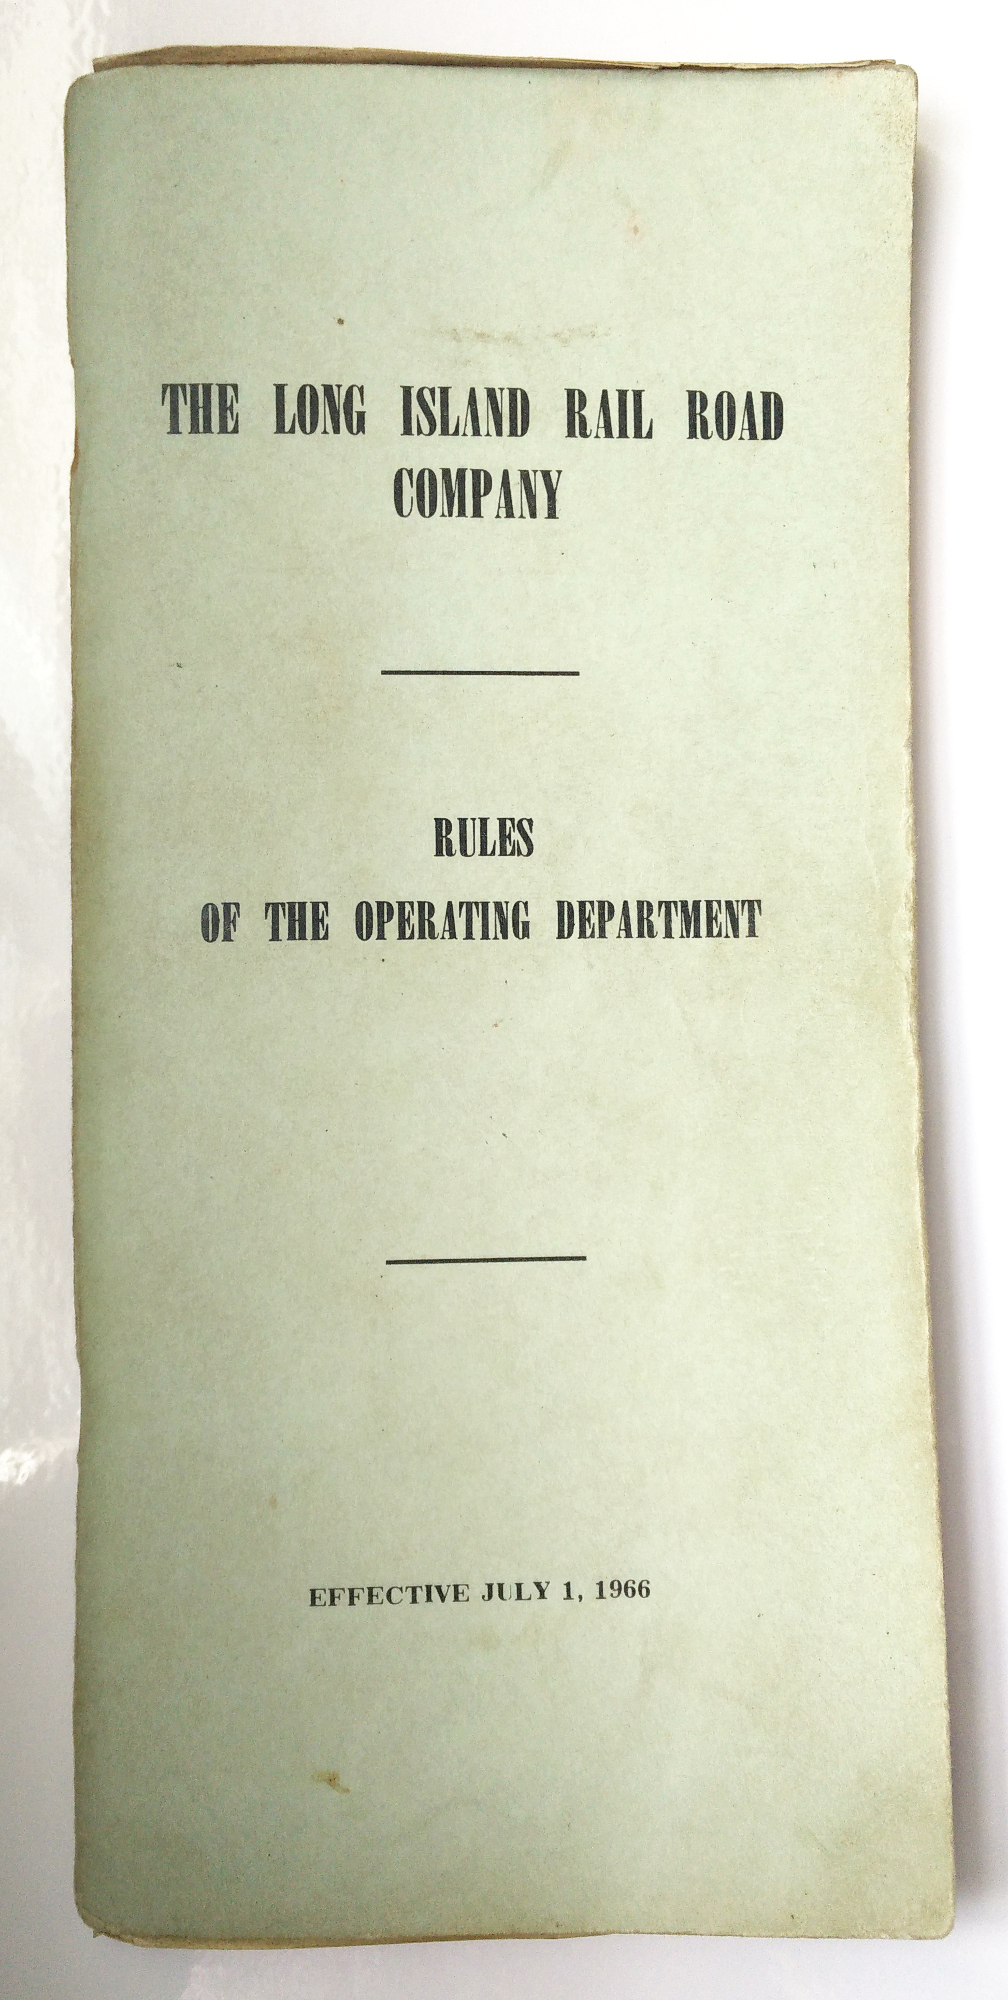 THE LONG ISLAND RAIL ROAD
COMPANY
RULES
OF THE OPERATING DEPARTMENT
EFFECTIVE JULY 1, 1966